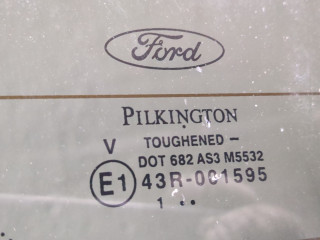 Ford
PILKINGTON
V TOUGHENED –
DOT 682 AS3 M5532
E1 43R-001595
1 ..